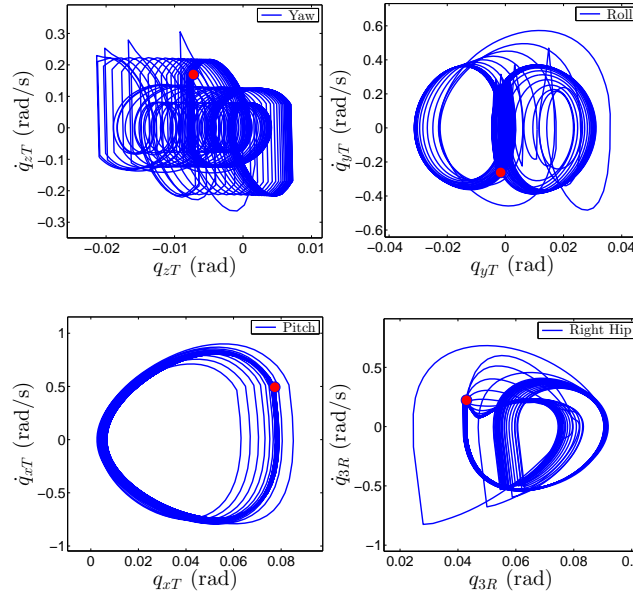 Yaw
0.3
0.2
0.1
0
−0.1
−0.2
−0.3
q̇zT (rad/s)
−0.02 −0.01 0 0.01
qzT (rad)
Roll
0.6
0.4
0.2
0
−0.2
−0.4
−0.6
q̇yT (rad/s)
−0.04 −0.02 0 0.02 0.04
qyT (rad)
Pitch
1
0.5
0
−0.5
−1
q̇xT (rad/s)
0 0.02 0.04 0.06 0.08
qxT (rad)
Right Hip
1
0.5
0
−0.5
−1
q̇3R (rad/s)
0.02 0.04 0.06 0.08
q3R (rad)